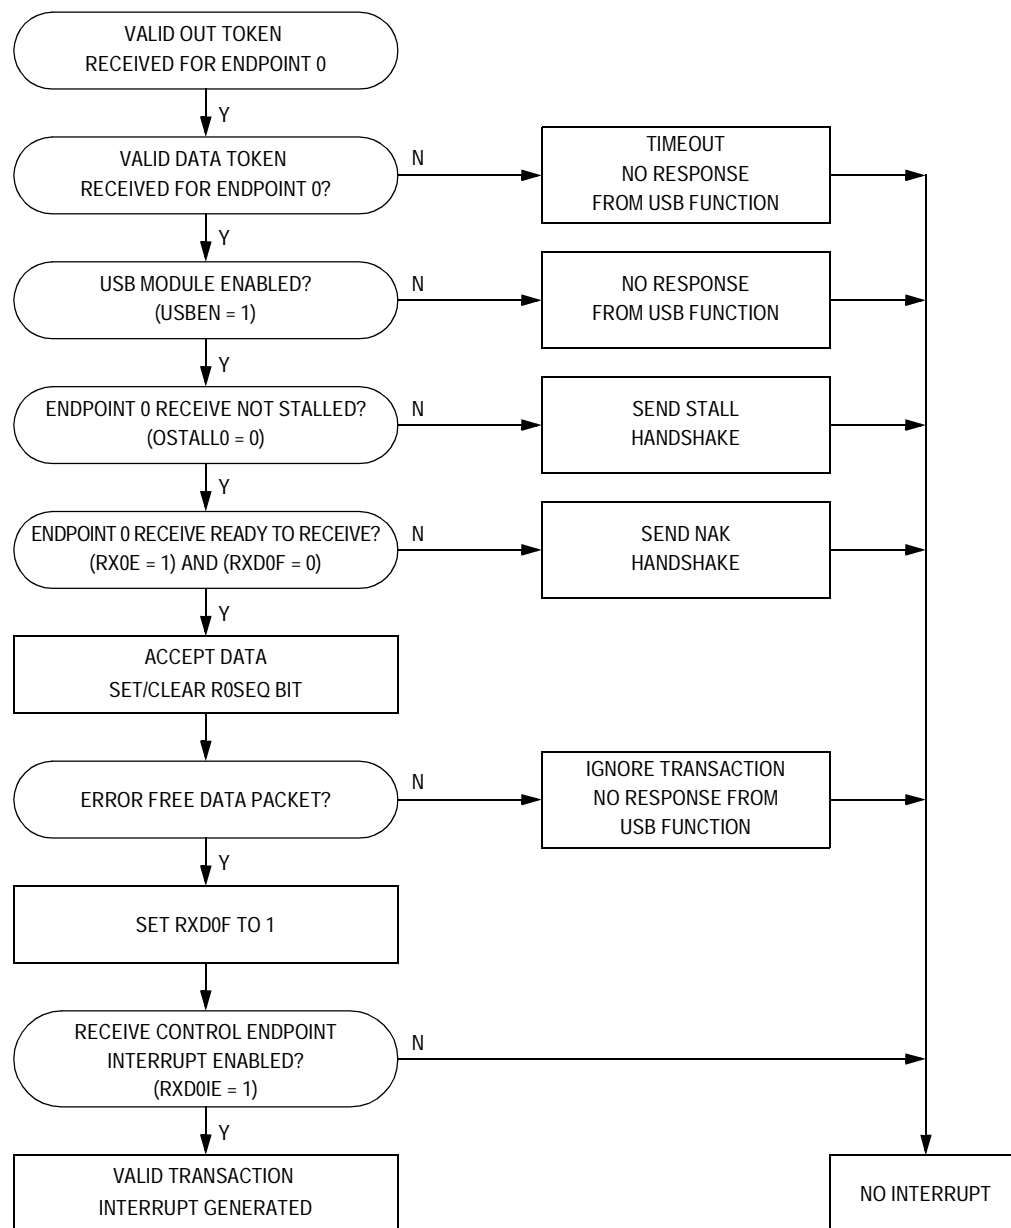 VALID OUT TOKEN
RECEIVED FOR ENDPOINT 0
Y
VALID DATA TOKEN
RECEIVED FOR ENDPOINT 0?
N
TIMEOUT
NO RESPONSE
FROM USB FUNCTION
Y
USB MODULE ENABLED?
(USBEN = 1)
N
NO RESPONSE
FROM USB FUNCTION
Y
ENDPOINT 0 RECEIVE NOT STALLED?
(OSTALL0 = 0)
N
SEND STALL
HANDSHAKE
Y
ENDPOINT 0 RECEIVE READY TO RECEIVE?
(RX0E = 1) AND (RXD0F = 0)
N
SEND NAK
HANDSHAKE
Y
ACCEPT DATA
SET/CLEAR R0SEQ BIT
ERROR FREE DATA PACKET?
N
IGNORE TRANSACTION
NO RESPONSE FROM
USB FUNCTION
Y
SET RXD0F TO 1
RECEIVE CONTROL ENDPOINT
INTERRUPT ENABLED?
(RXD0IE = 1)
N
Y
VALID TRANSACTION
INTERRUPT GENERATED
NO INTERRUPT